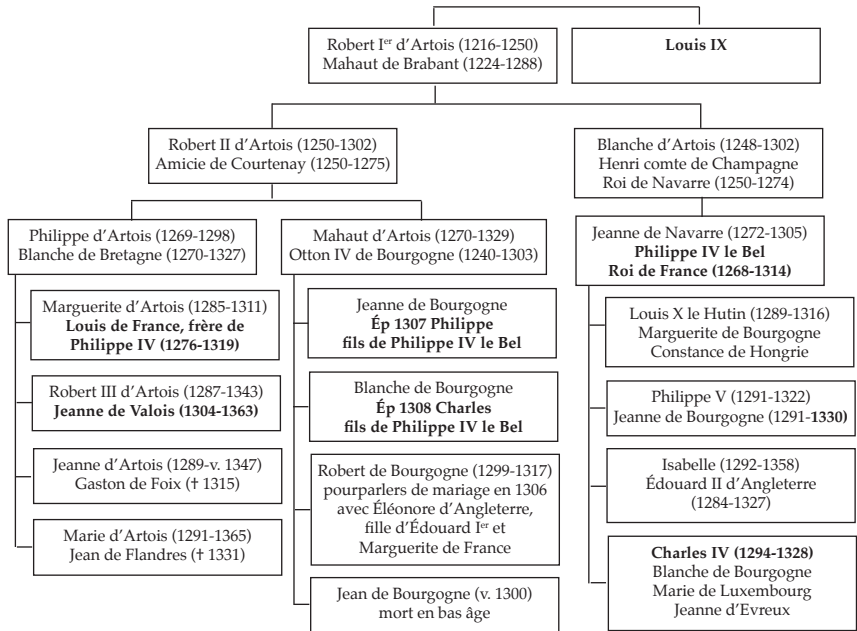 Robert Ier d'Artois (1216-1250)
Mahaut de Brabant (1224-1288)
Louis IX
Robert II d'Artois (1250-1302)
Amicie de Courtenay (1250-1275)
Blanche d'Artois (1248-1302)
Henri comte de Champagne
Roi de Navarre (1250-1274)
Philippe d'Artois (1269-1298)
Blanche de Bretagne (1270-1327)
Mahaut d'Artois (1270-1329)
Otton IV de Bourgogne (1240-1303)
Jeanne de Navarre (1272-1305)
Philippe IV le Bel
Roi de France (1268-1314)
Marguerite d'Artois (1285-1311)
Louis de France, frère de
Philippe IV (1276-1319)
Robert III d'Artois (1287-1343)
Jeanne de Valois (1304-1363)
Jeanne d'Artois (1289-v. 1347)
Gaston de Foix († 1315)
Marie d'Artois (1291-1365)
Jean de Flandres († 1331)
Jeanne de Bourgogne
Ép 1307 Philippe
fils de Philippe IV le Bel
Blanche de Bourgogne
Ép 1308 Charles
fils de Philippe IV le Bel
Robert de Bourgogne (1299-1317)
pourparlers de mariage en 1306
avec Éléonore d'Angleterre,
fille d'Édouard Ier et
Marguerite de France
Jean de Bourgogne (v. 1300)
mort en bas âge
Louis X le Hutin (1289-1316)
Marguerite de Bourgogne
Constance de Hongrie
Philippe V (1291-1322)
Jeanne de Bourgogne (1291-1330)
Isabelle (1292-1358)
Édouard II d'Angleterre
(1284-1327)
Charles IV (1294-1328)
Blanche de Bourgogne
Marie de Luxembourg
Jeanne d'Evreux